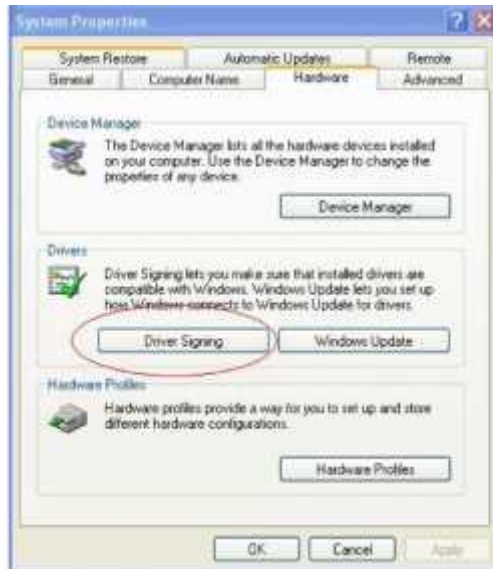 System Properties
System Restore Automatic Updates Remote
General Computer Name Hardware Advanced
Device Manager
The Device Manager lists all the hardware devices installed
on your computer. Use the Device Manager to change the
properties of any device.
Device Manager
Drivers
Driver Signing lets you make sure that installed drivers are
compatible with Windows. Windows Update lets you set up
how Windows connects to Windows Update for drivers.
Driver Signing Windows Update
Hardware Profiles
Hardware profiles provide a way for you to set up and store
different hardware configurations.
Hardware Profiles
OK Cancel Apply